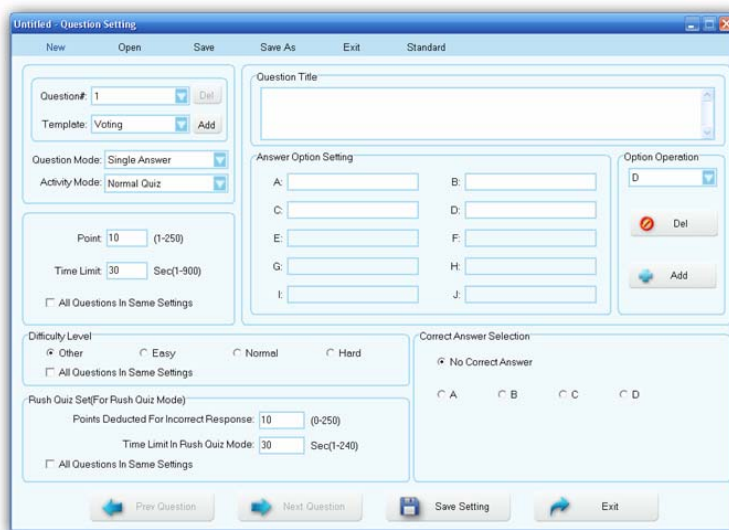 Untitled - Question Setting
New Open Save Save As Exit Standard
Question#: 1 Del
Template: Voting Add
Question Mode: Single Answer
Activity Mode: Normal Quiz
Question Title
Answer Option Setting
A: B:
C: D:
E: F:
G: H:
I: J:
Option Operation
D
Del
Add
Point: 10 (1-250)
Time Limit: 30 Sec(1-900)
All Questions In Same Settings
Difficulty Level
Other Easy Normal Hard
All Questions In Same Settings
Correct Answer Selection
No Correct Answer
A B C D
Rush Quiz Set(For Rush Quiz Mode)
Points Deducted For Incorrect Response: 10 (0-250)
Time Limit In Rush Quiz Mode: 30 Sec(1-240)
All Questions In Same Settings
Prev Question Next Question Save Setting Exit